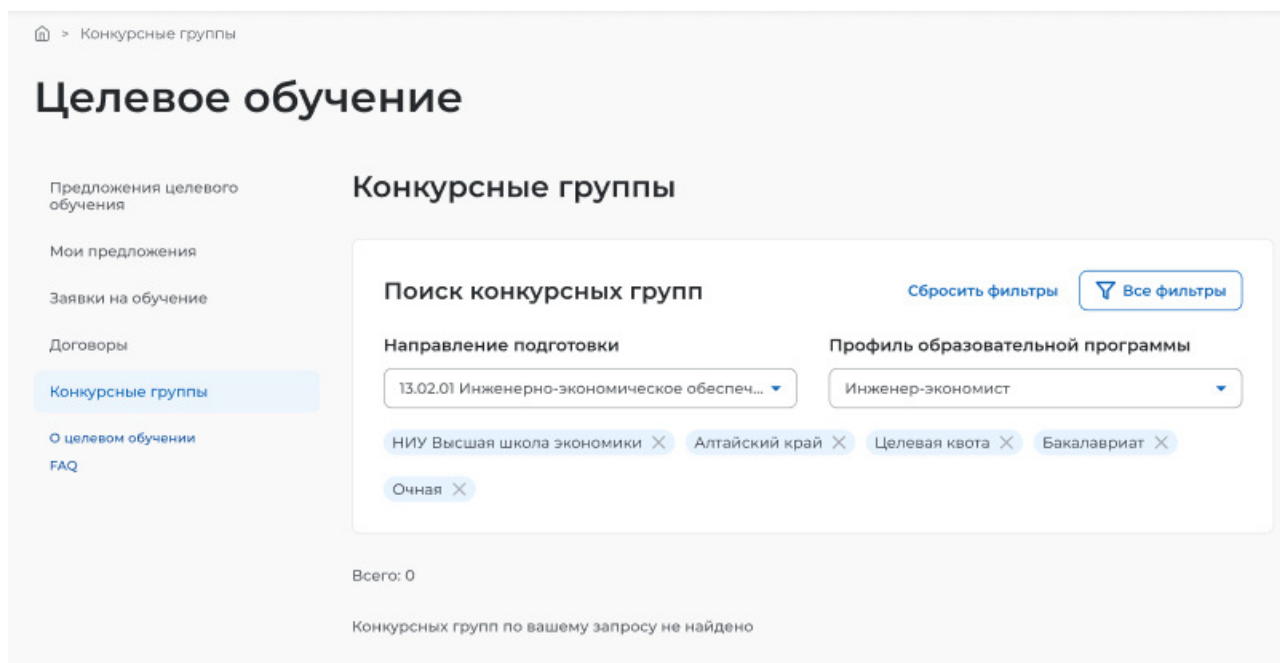 > Конкурсные группы
Целевое обучение
Предложения целевого
обучения
Мои предложения
Заявки на обучение
Договоры
Конкурсные группы
О целевом обучении
FAQ
Конкурсные группы
Поиск конкурсных групп
Сбросить фильтры
Все фильтры
Направление подготовки
Профиль образовательной программы
13.02.01 Инженерно-экономическое обеспеч...
Инженер-экономист
НИУ Высшая школа экономики
Алтайский край
Целевая квота
Бакалавриат
Очная
Всего: 0
Конкурсных групп по вашему запросу не найдено